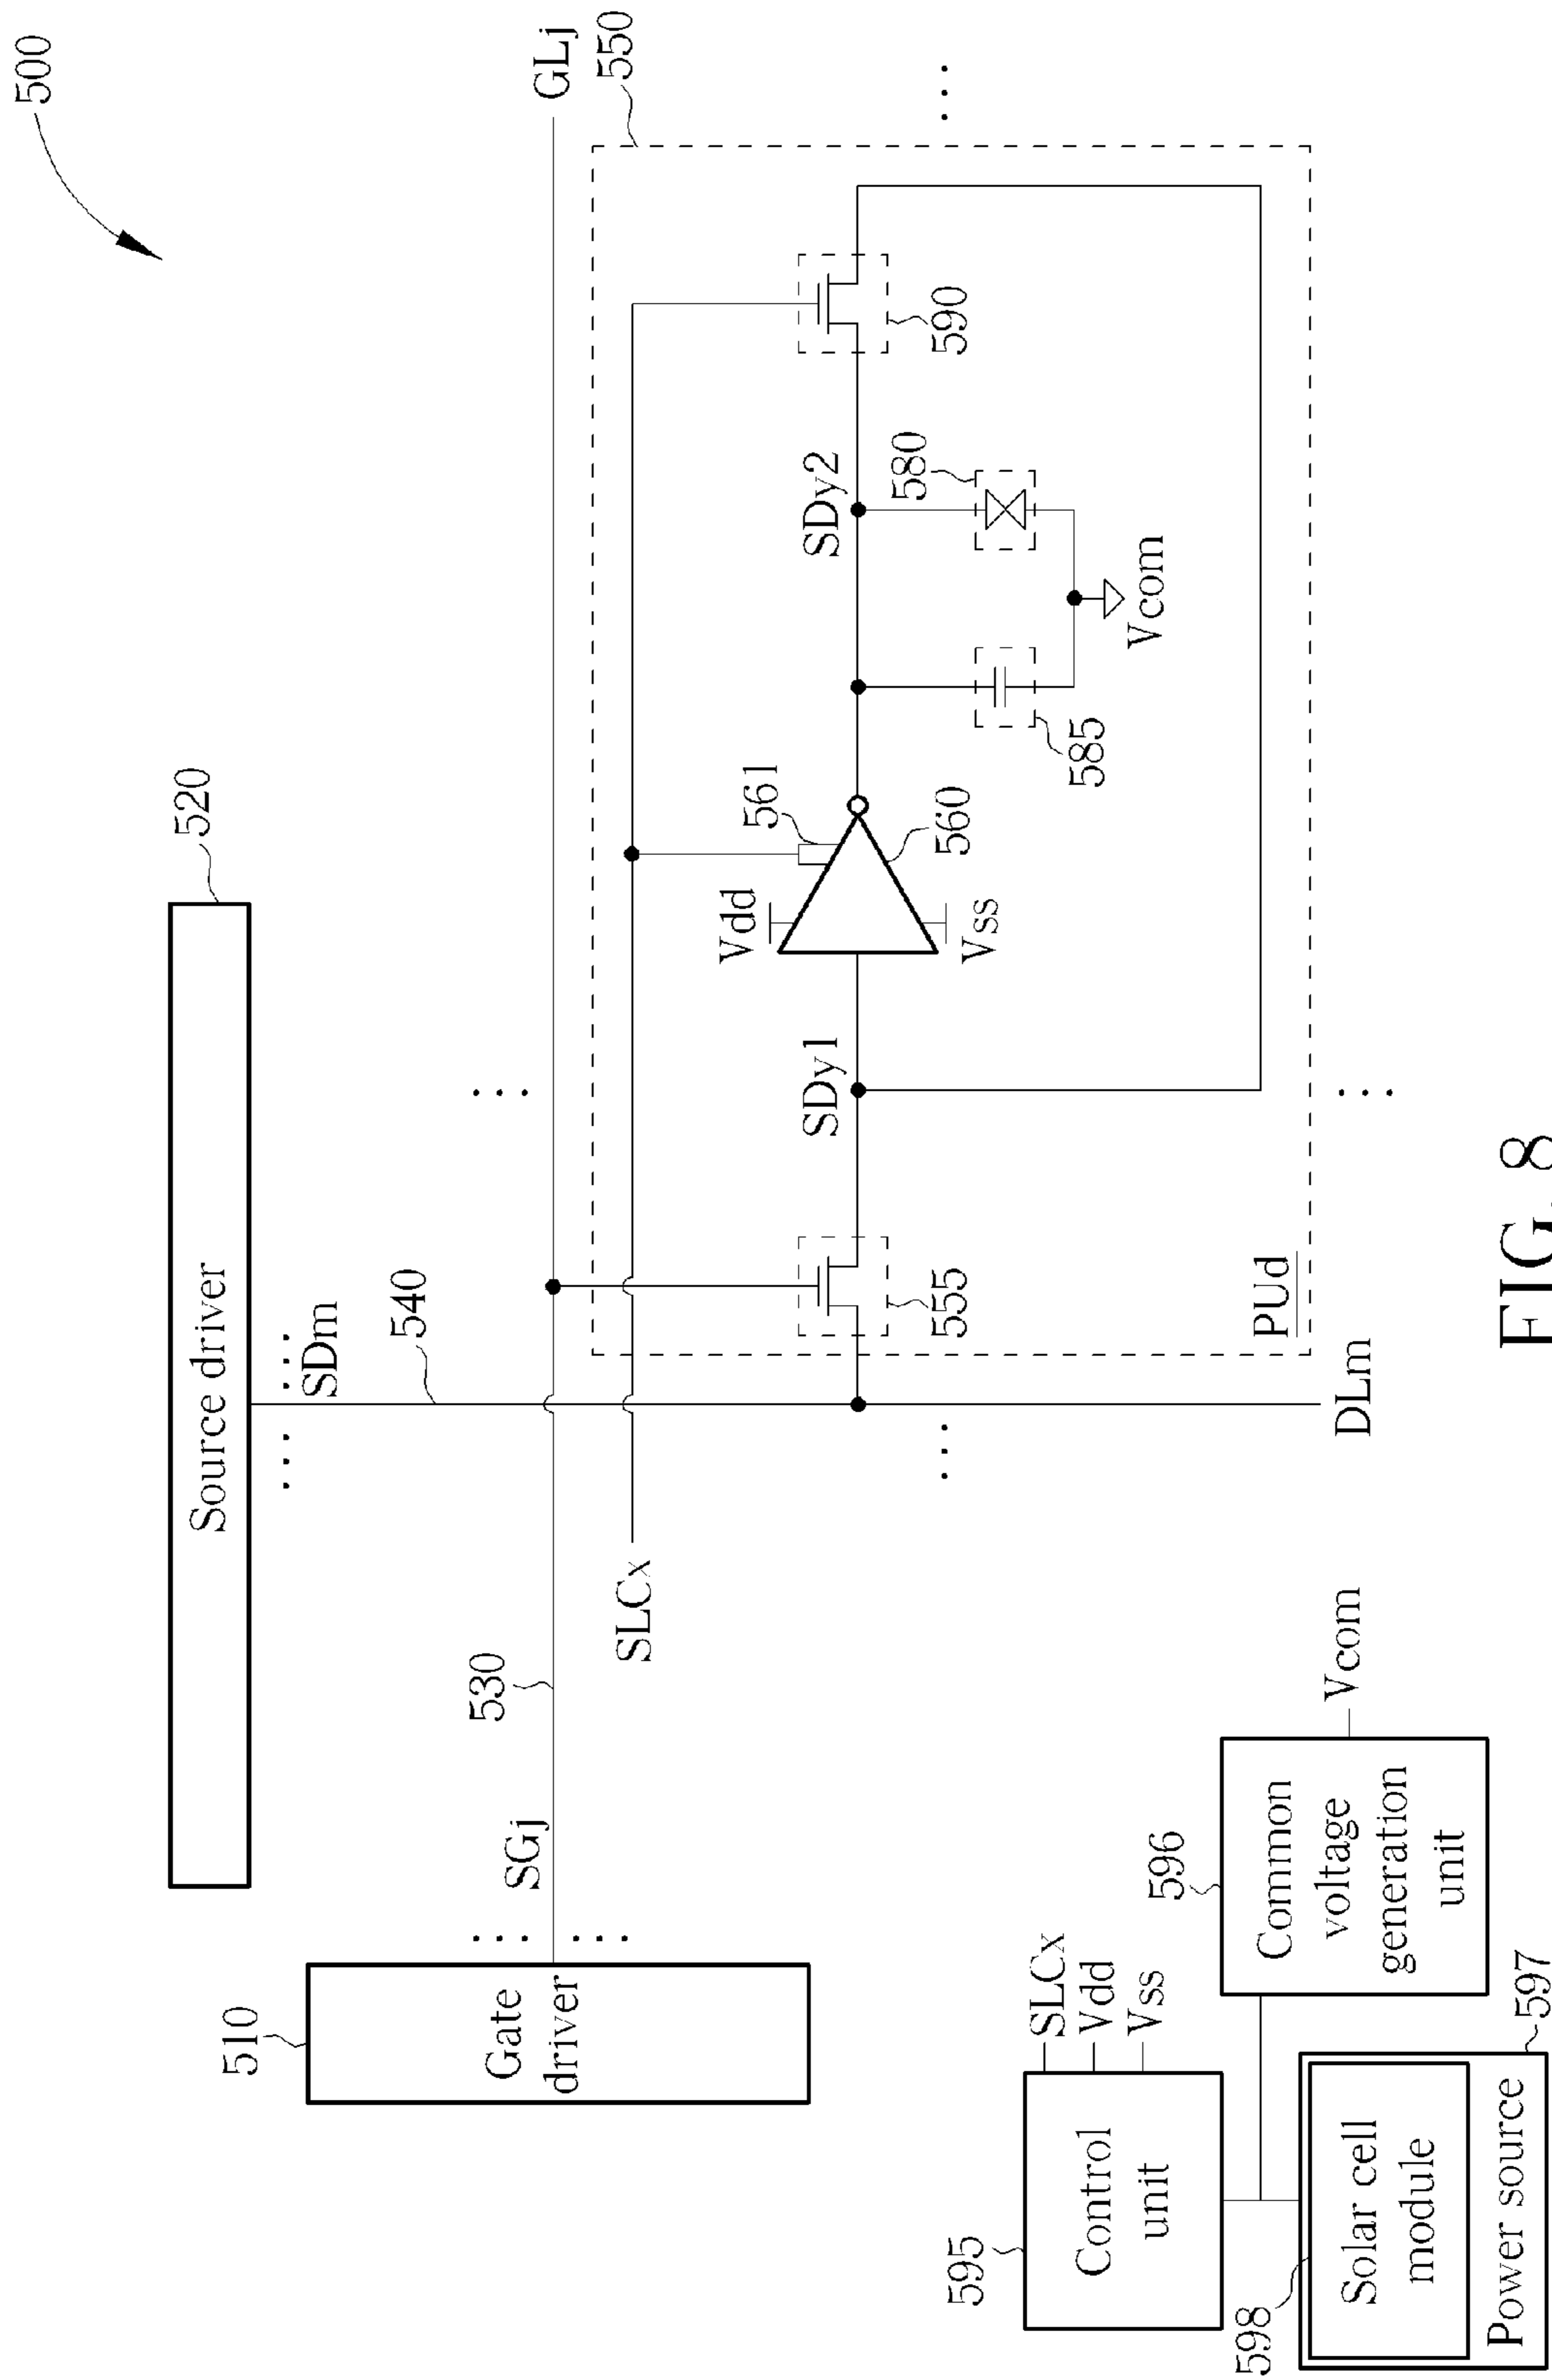 500
520
Source driver
SDm
540
510
Gate
driver
SGj
530
GLj
550
SLCx
Vdd
561
SDy1
SDy2
560
Vss
555
590
580
585
Vcom
PUd
DLm
595
Control
unit
SLCx
Vdd
Vss
596
Common
voltage
generation
unit
Vcom
598
Solar cell
module
Power source
597
FIG. 8